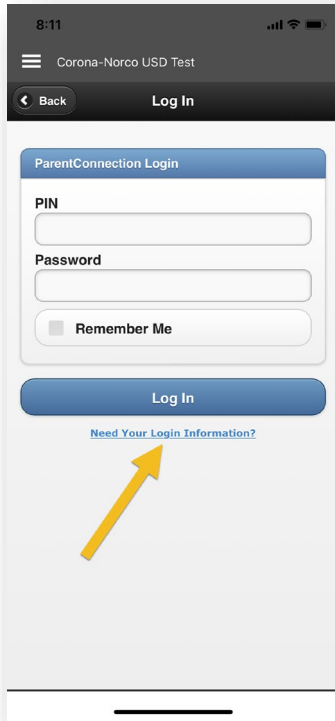 8:11
Corona-Norco USD Test
Back
Log In
ParentConnection Login
PIN
Password
Remember Me
Log In
Need Your Login Information?